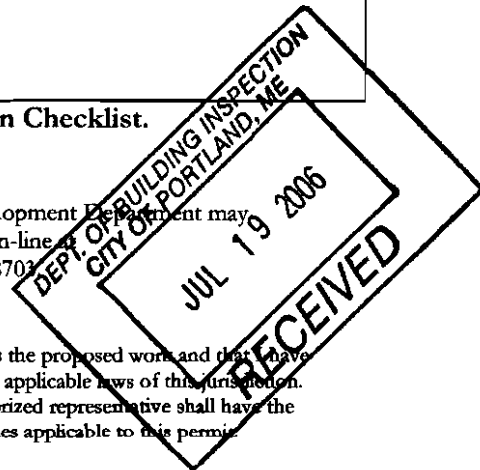 n Checklist.
opment Department may
n-line at
8703
s the proposed work and that I have
applicable laws of this jurisdiction.
rized representative shall have the
es applicable to this permit.
DEPT. OF BUILDING INSPECTION
CITY OF PORTLAND, ME
JUL 19 2006
RECEIVED